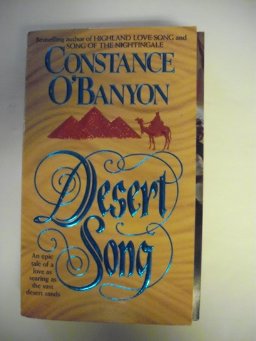 Bestselling author of HIGHLAND LOVE SONG and
SONG OF THE NIGHTINGALE
CONSTANCE
O'BANYON
Desert
Song
An epic
tale of a
love as
searing as
the vast
desert sands